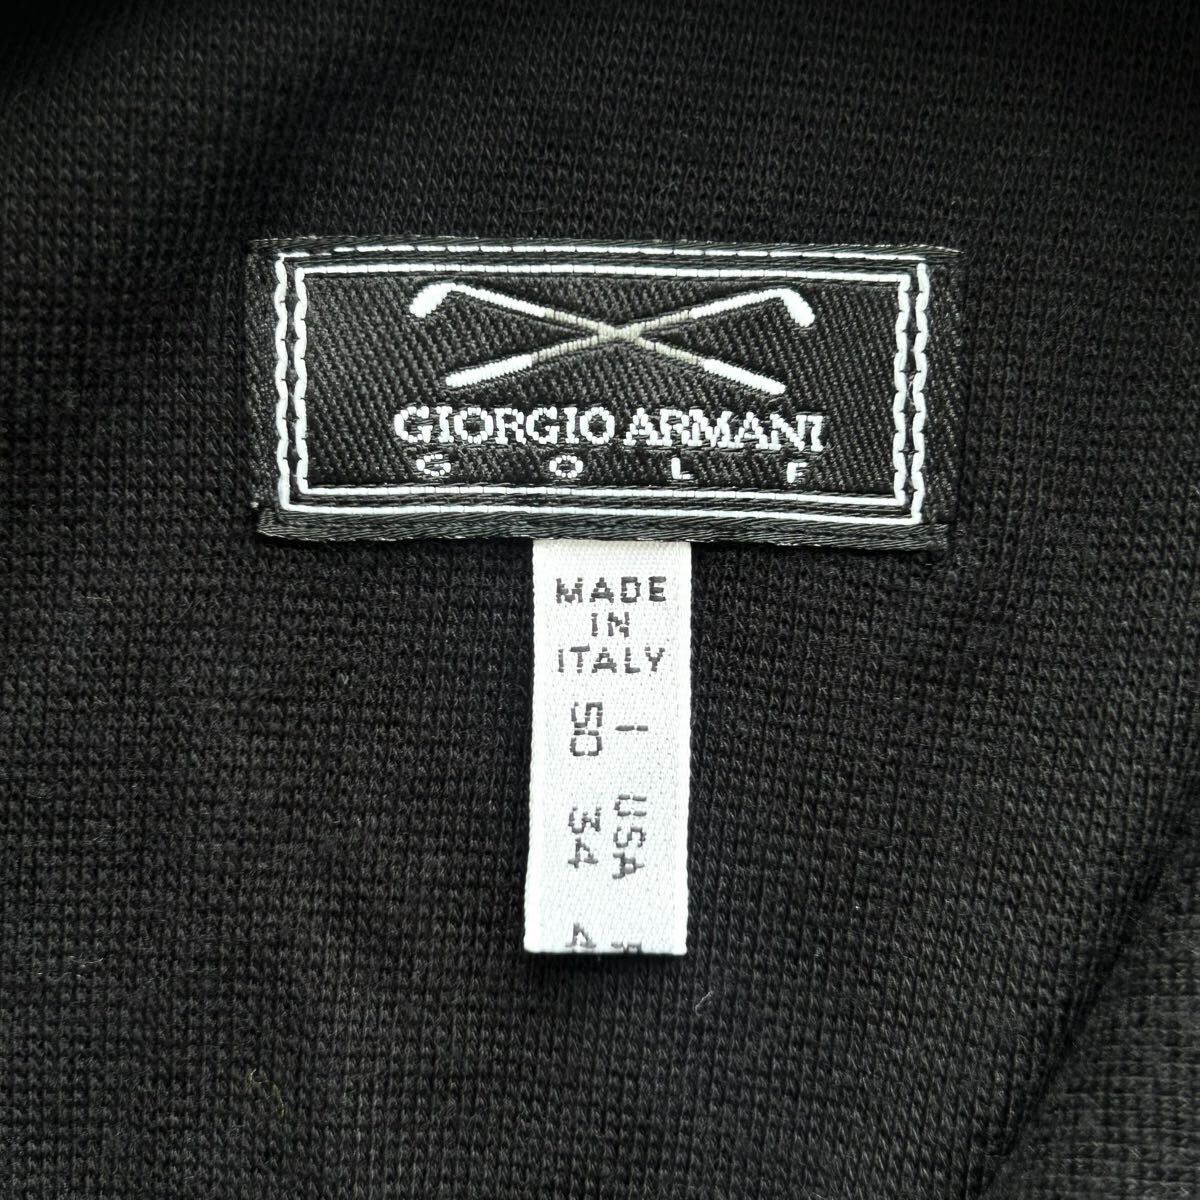 GIORGIO ARMANI
GOLF
MADE
IN
ITALY
I
50
USA
34